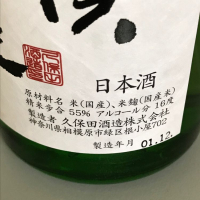 日本酒
原材料名 米(国産)、米麹(国産米)
精米歩合 55% アルコール分 16度
製造者 久保田酒造株式会社
神奈川県相模原市緑区根小屋702
製造年月 01.12.